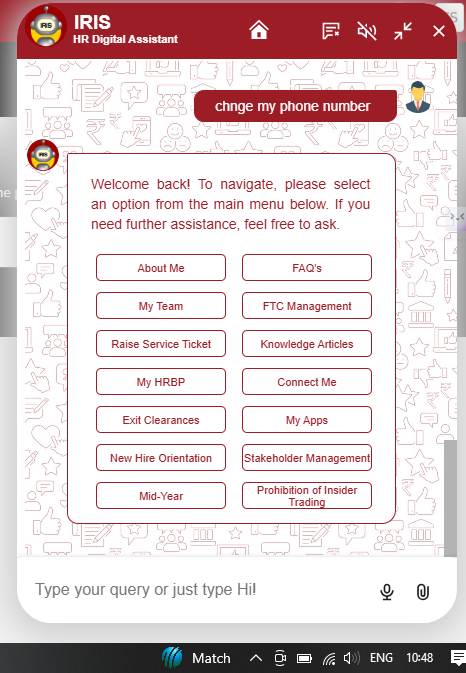 IRIS
HR Digital Assistant
chnge my phone number
Welcome back! To navigate, please select
an option from the main menu below. If you
need further assistance, feel free to ask.
About Me
FAQ's
My Team
FTC Management
Raise Service Ticket
Knowledge Articles
My HRBP
Connect Me
Exit Clearances
My Apps
New Hire Orientation
Stakeholder Management
Mid-Year
Prohibition of Insider
Trading
Type your query or just type Hi!
Match
ENG
10:48